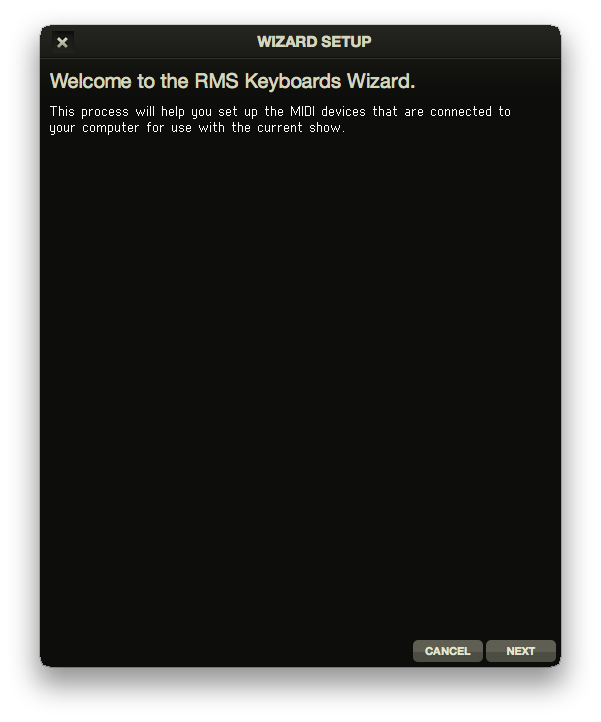 WIZARD SETUP
Welcome to the RMS Keyboards Wizard.
This process will help you set up the MIDI devices that are connected to
your computer for use with the current show.
CANCEL NEXT